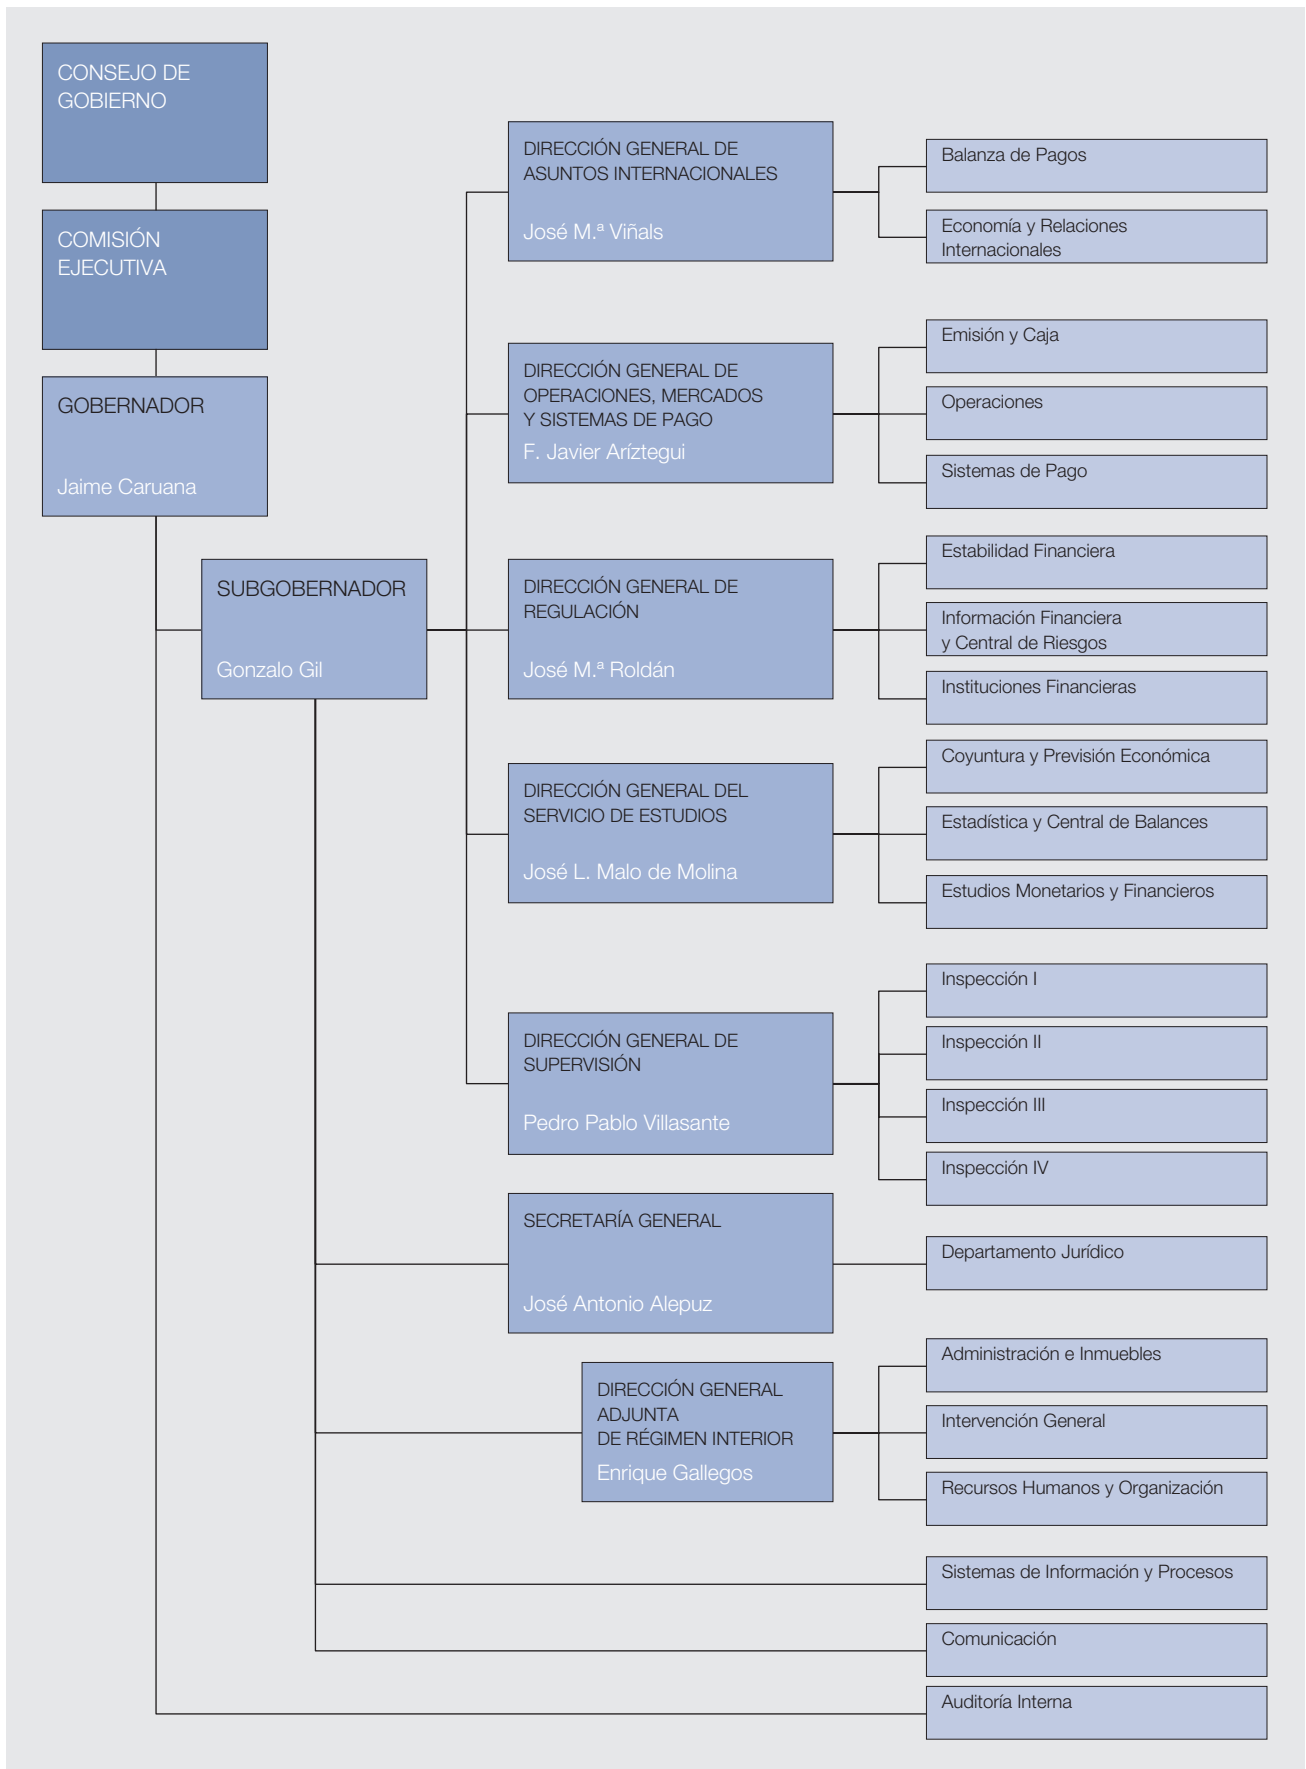 CONSEJO DE
GOBIERNO
COMISIÓN
EJECUTIVA
GOBERNADOR
Jaime Caruana
SUBGOBERNADOR
Gonzalo Gil
DIRECCIÓN GENERAL DE
ASUNTOS INTERNACIONALES
José M.ª Viñals
Balanza de Pagos
Economía y Relaciones
Internacionales
DIRECCIÓN GENERAL DE
OPERACIONES, MERCADOS
Y SISTEMAS DE PAGO
F. Javier Aríztegui
Emisión y Caja
Operaciones
Sistemas de Pago
DIRECCIÓN GENERAL DE
REGULACIÓN
José M.ª Roldán
Estabilidad Financiera
Información Financiera
y Central de Riesgos
Instituciones Financieras
DIRECCIÓN GENERAL DEL
SERVICIO DE ESTUDIOS
José L. Malo de Molina
Coyuntura y Previsión Económica
Estadística y Central de Balances
Estudios Monetarios y Financieros
DIRECCIÓN GENERAL DE
SUPERVISIÓN
Pedro Pablo Villasante
Inspección I
Inspección II
Inspección III
Inspección IV
SECRETARÍA GENERAL
José Antonio Alepuz
Departamento Jurídico
DIRECCIÓN GENERAL
ADJUNTA
DE RÉGIMEN INTERIOR
Enrique Gallegos
Administración e Inmuebles
Intervención General
Recursos Humanos y Organización
Sistemas de Información y Procesos
Comunicación
Auditoría Interna